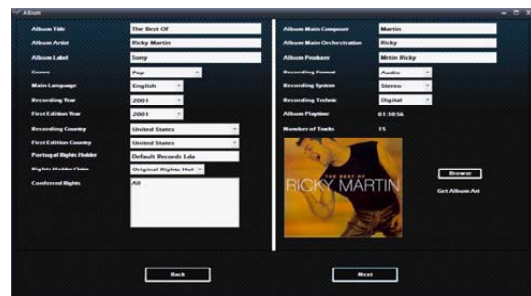 Album
Album Title The Best Of
Album Artist Ricky Martin
Album Label Sony
Genre Pop
Main Language English
Recording Year 2001
First Edition Year 2001
Recording Country United States
First Edition Country United States
Portugal Rights Holder Default Records Lda
Rights Holder Claim Original Rights Hol
Conferred Rights All
Album Main Composer Martin
Album Main Orchestration Ricky
Album Producer Mrtin Ricky
Recording Format Audio
Recording System Stereo
Recording Technic Digital
Album Playtime 01:10:56
Number of Tracks 15
THE BEST OF
RICKY MARTIN
Browse
Get Album Art
Back
Next